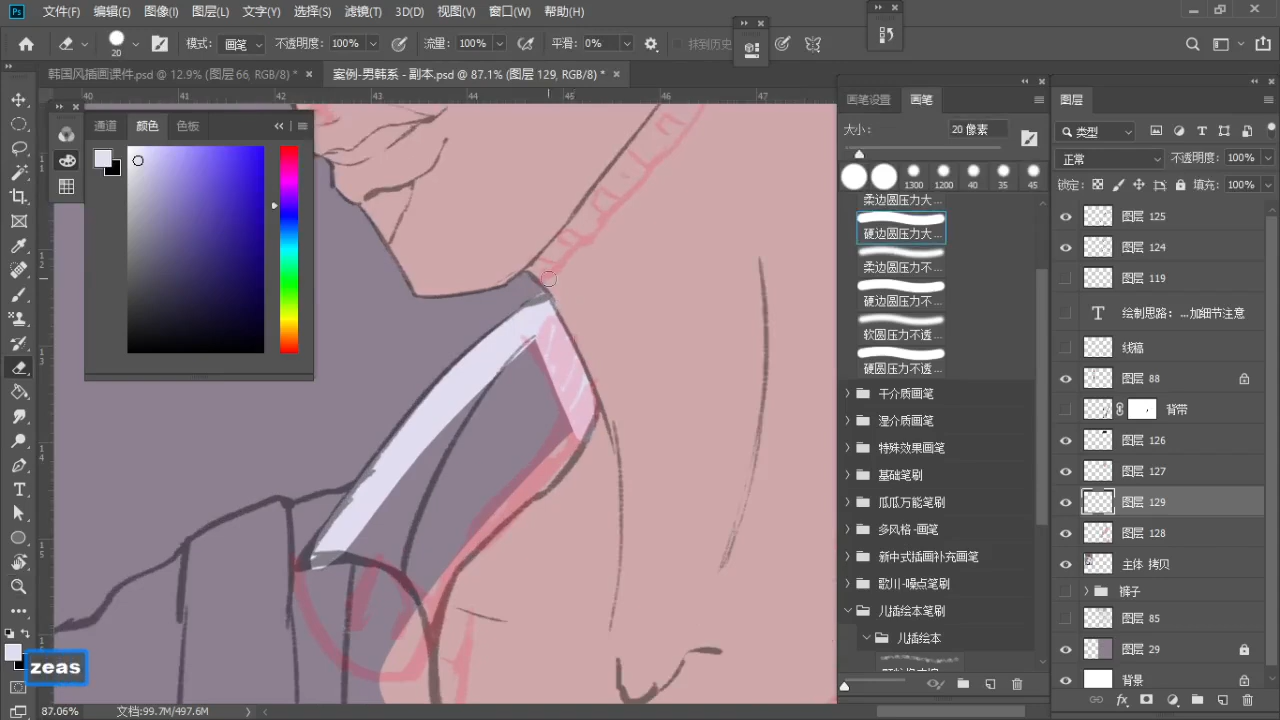 文件(F) 编辑(E) 图像(I) 图层(L) 文字(Y) 选择(S) 滤镜(T) 3D(D) 视图(V) 窗口(W) 帮助(H)
20 模式: 画笔 不透明度: 100% 流量: 100% 平滑: 0% 抹到历史
韩国风插画课件.psd @ 12.9% (图层 66, RGB/8) * × 案例-男韩系 - 副本.psd @ 87.1% (图层 129, RGB/8) * ×
40 41 42 43 44 45 46 47
通道 颜色 色板
画笔设置 画笔
大小: 20 像素
1300 1200 40 35 45
柔边圆压力大 ...
硬边圆压力大 ...
柔边圆压力不 ...
硬边圆压力不 ...
软圆压力不透 ...
硬圆压力不透 ...
干介质画笔
湿介质画笔
特殊效果画笔
基础笔刷
瓜瓜万能笔刷
多风格 -画笔
新中式插画补充画笔
歌川-噪点笔刷
儿插绘本笔刷
儿插绘本
图层
类型
正常 不透明度: 100%
锁定: 填充: 100%
图层 125
图层 124
图层 119
绘制思路: ...加细节注意
线稿
图层 88
背带
图层 126
图层 127
图层 129
图层 128
主体 拷贝
裤子
图层 85
图层 29
背景
zeas
87.06% 文档:99.7M/497.6M